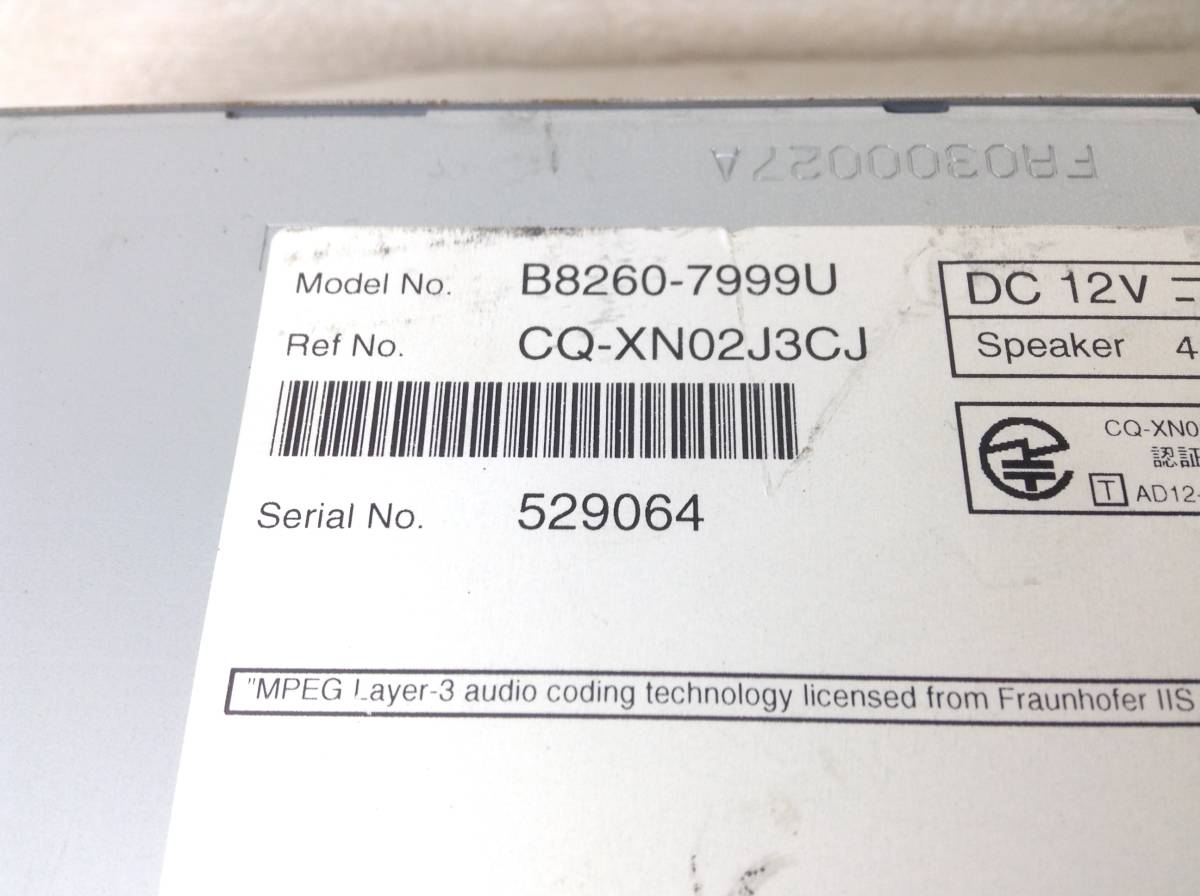 FR0300027A
Model No. B8260-7999U
Ref No. CQ-XN02J3CJ
Serial No. 529064
DC 12V
Speaker 4
CQ-XN0
認証
T AD12-
"MPEG Layer-3 audio coding technology licensed from Fraunhofer IIS